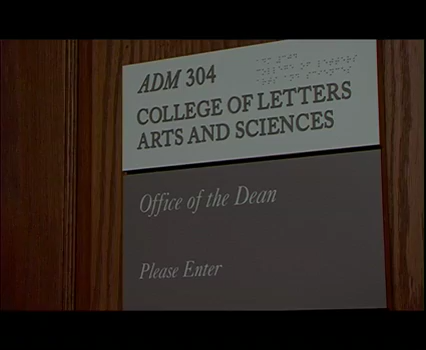 ADM 304
COLLEGE OF LETTERS
ARTS AND SCIENCES
Office of the Dean
Please Enter